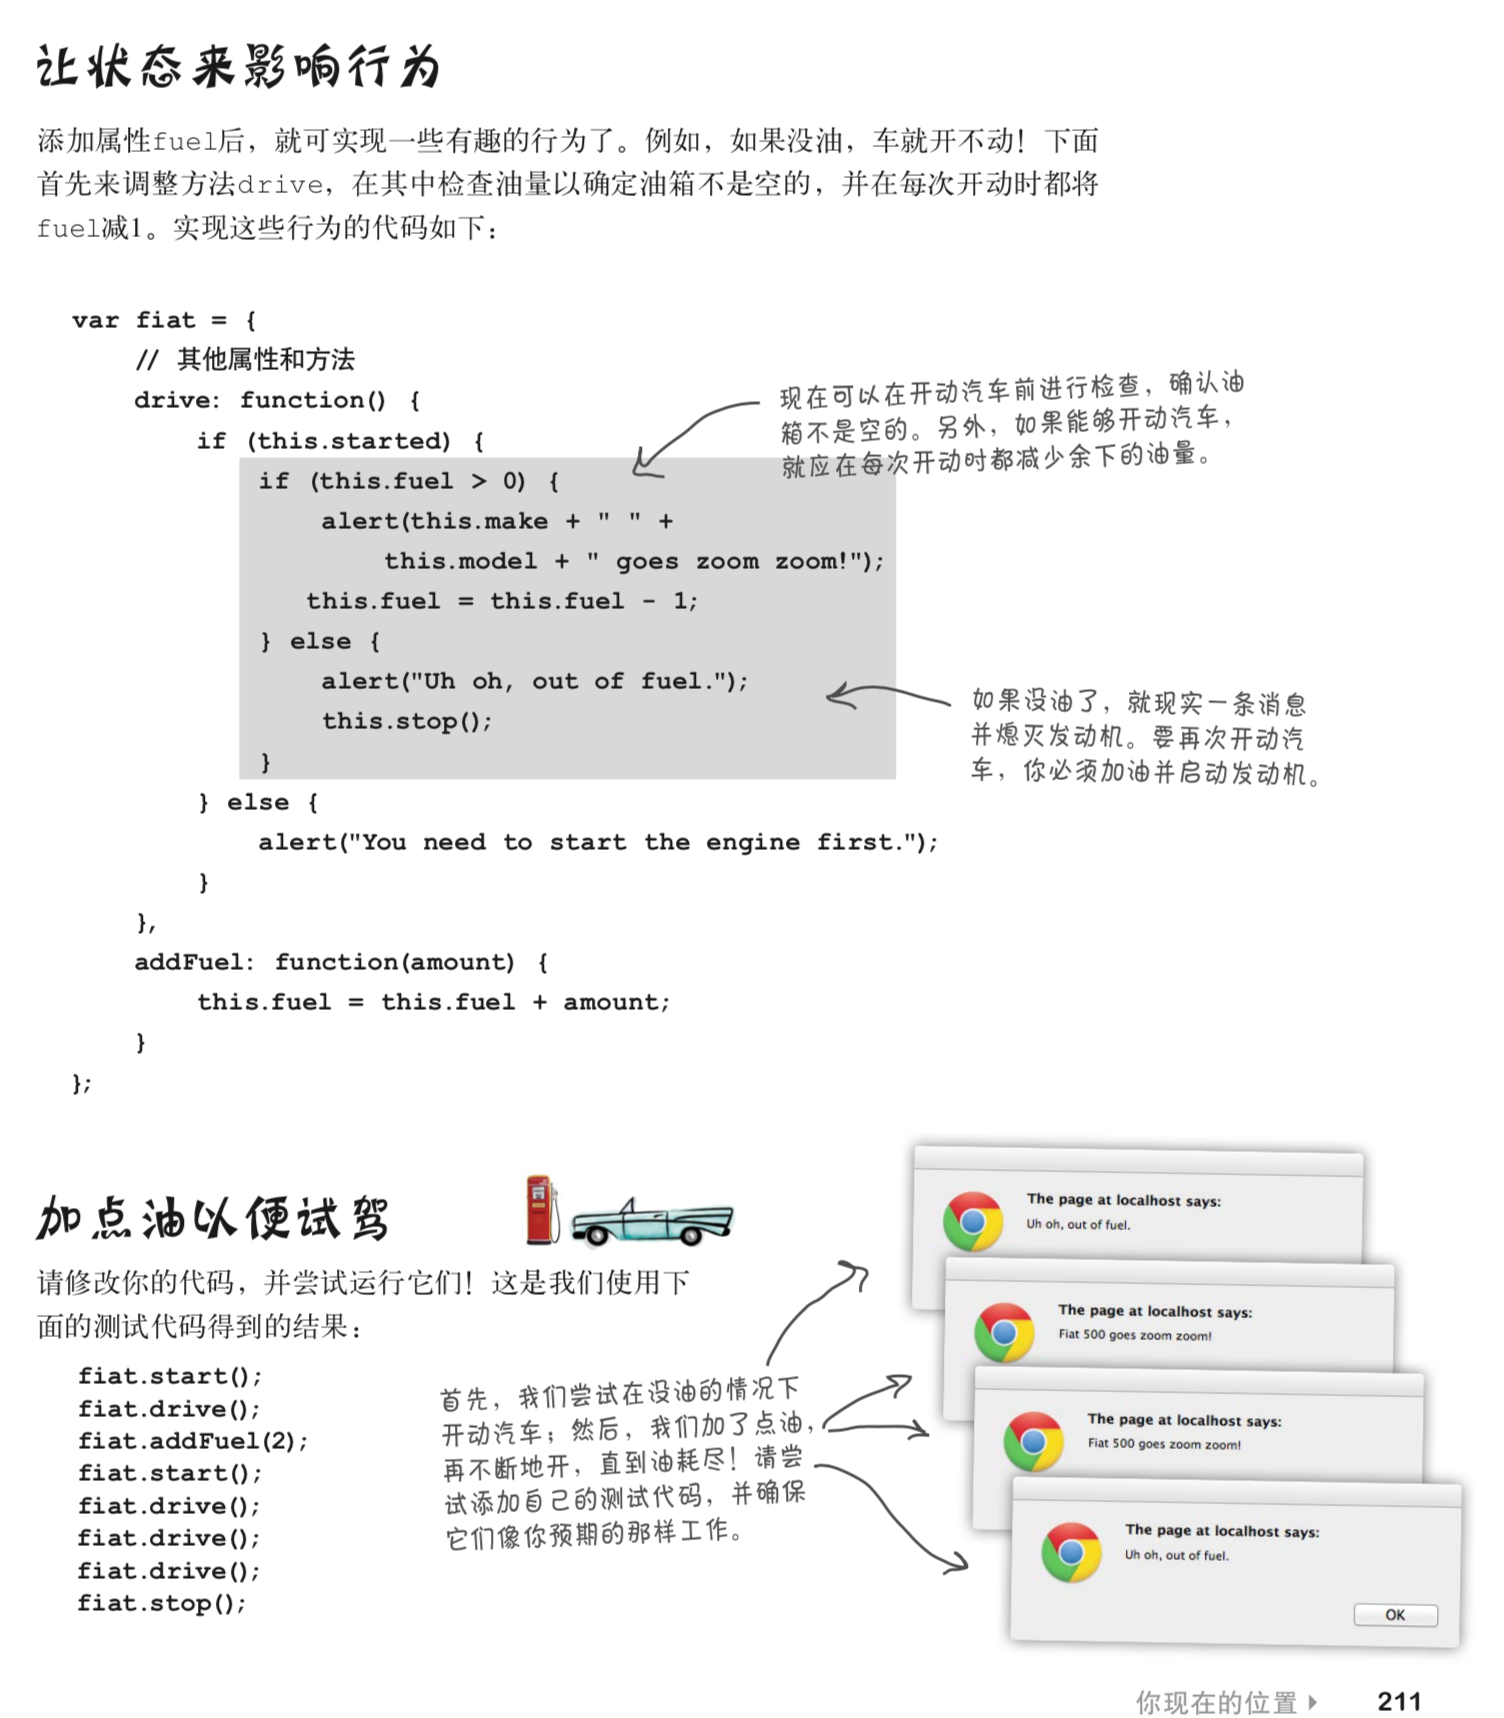 让状态来影响行为
添加属性fuel后，就可实现一些有趣的行为了。例如，如果没油，车就开不动！下面
首先来调整方法drive，在其中检查油量以确定油箱不是空的，并在每次开动时都将
fuel减1。实现这些行为的代码如下：
var fiat = {
// 其他属性和方法
drive: function() {
if (this.started) {
if (this.fuel > 0) {
alert(this.make + " " +
this.model + " goes zoom zoom!");
this.fuel = this.fuel - 1;
} else {
alert("Uh oh, out of fuel.");
this.stop();
}
} else {
alert("You need to start the engine first.");
}
},
addFuel: function(amount) {
this.fuel = this.fuel + amount;
}
};
现在可以在开动汽车前进行检查，确认油
箱不是空的。另外，如果能够开动汽车，
就应在每次开动时都减少余下的油量。
如果没油了，就现实一条消息
并熄灭发动机。要再次开动汽
车，你必须加油并启动发动机。
加点油以便试驾
请修改你的代码，并尝试运行它们！这是我们使用下
面的测试代码得到的结果：
fiat.start();
fiat.drive();
fiat.addFuel(2);
fiat.start();
fiat.drive();
fiat.drive();
fiat.drive();
fiat.stop();
首先，我们尝试在没油的情况下
开动汽车；然后，我们加了点油，
再不断地开，直到油耗尽！请尝
试添加自己的测试代码，并确保
它们像你预期的那样工作。
The page at localhost says:
Uh oh, out of fuel.
The page at localhost says:
Fiat 500 goes zoom zoom!
The page at localhost says:
Fiat 500 goes zoom zoom!
The page at localhost says:
Uh oh, out of fuel.
OK
你现在的位置 211